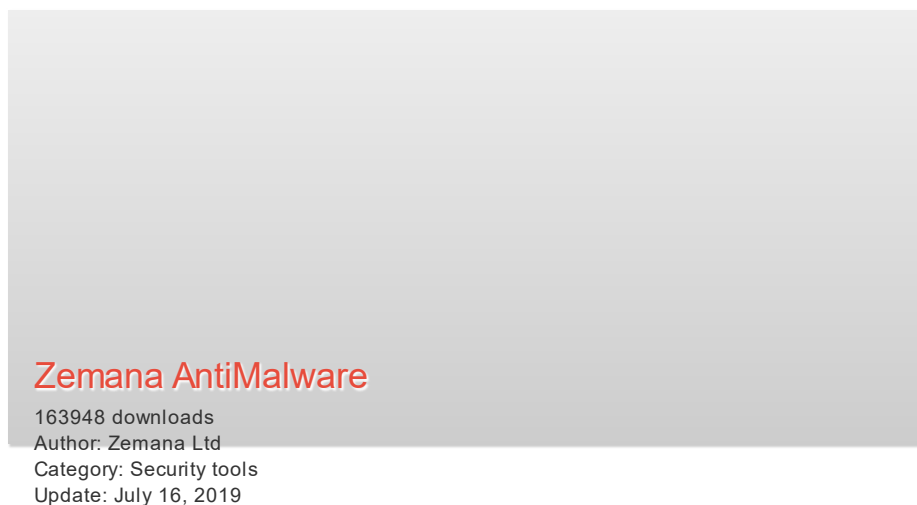 Zemana AntiMalware
163948 downloads
Author: Zemana Ltd
Category: Security tools
Update: July 16, 2019